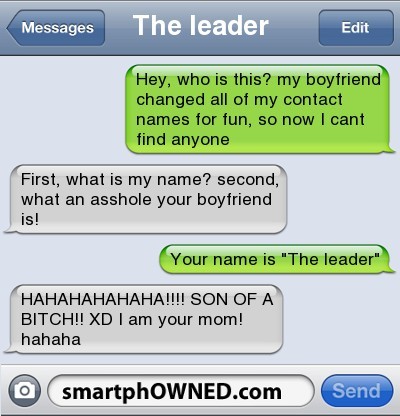 Messages
The leader
Edit
Hey, who is this? my boyfriend
changed all of my contact
names for fun, so now I cant
find anyone
First, what is my name? second,
what an asshole your boyfriend
is!
Your name is "The leader"
HAHAHAHAHAHA!!!! SON OF A
BITCH!! XD I am your mom!
hahaha
smartphOWNED.com
Send